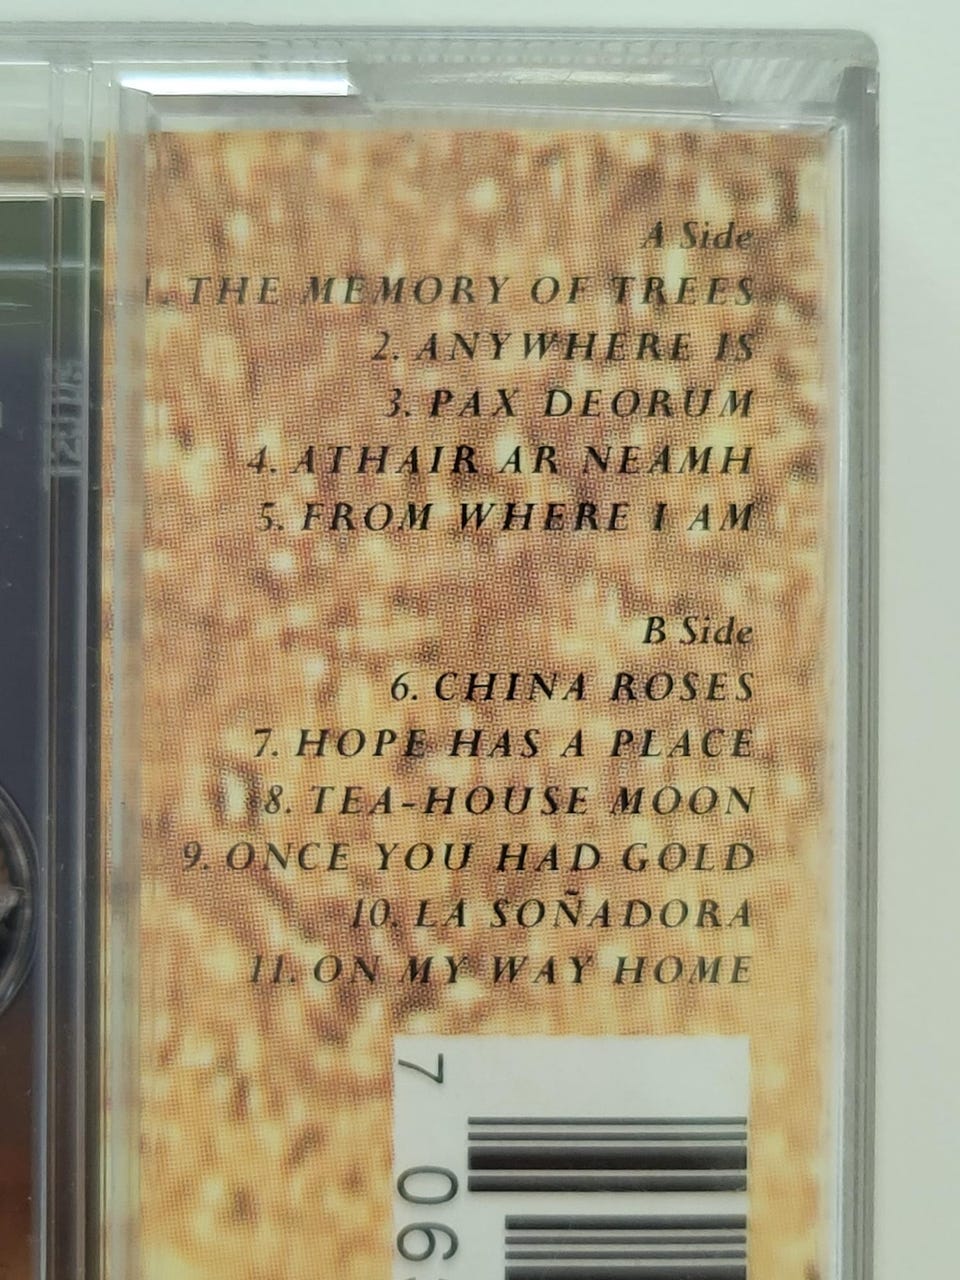 A Side
1. THE MEMORY OF TREES
2. ANYWHERE IS
3. PAX DEORUM
4. ATHAIR AR NEAMH
5. FROM WHERE I AM
B Side
6. CHINA ROSES
7. HOPE HAS A PLACE
8. TEA-HOUSE MOON
9. ONCE YOU HAD GOLD
10. LA SOÑADORA
11. ON MY WAY HOME
7 06